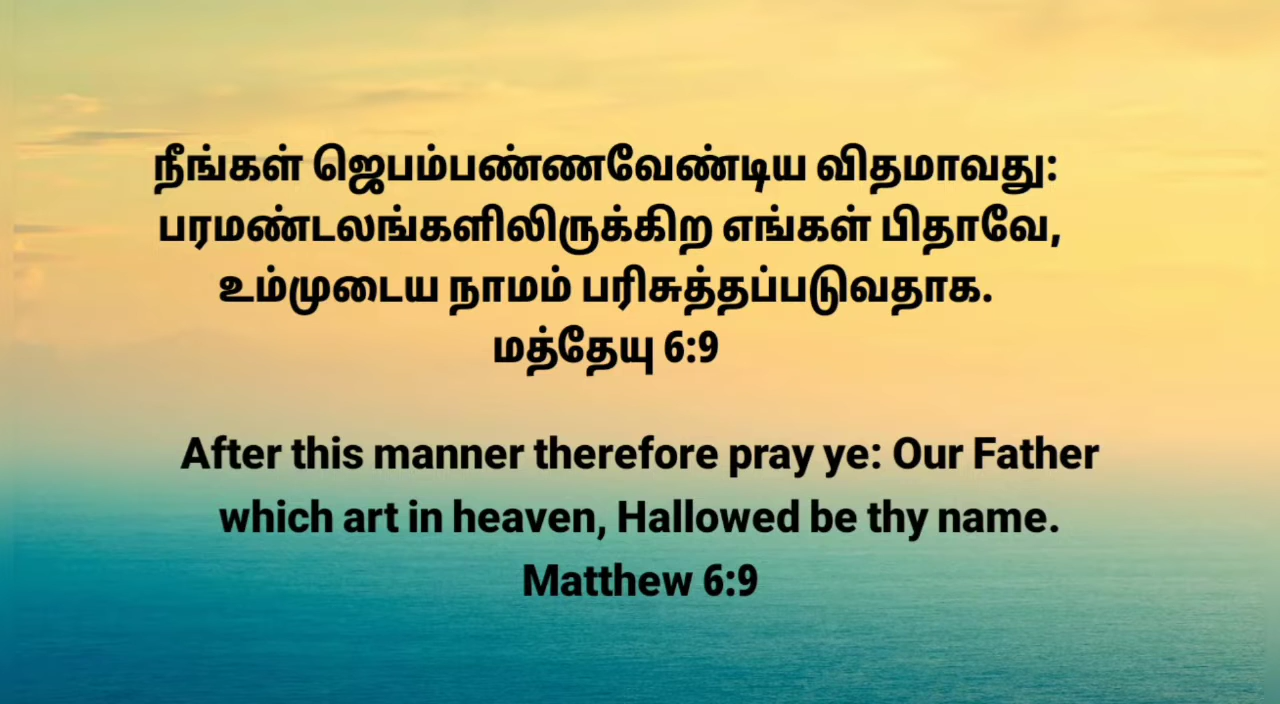 நீங்கள் ஜெபம்பண்ணவேண்டிய விதமாவது:
பரமண்டலங்களிலிருக்கிற எங்கள் பிதாவே,
உம்முடைய நாமம் பரிசுத்தப்படுவதாக.
மத்தேயு 6:9
After this manner therefore pray ye: Our Father
which art in heaven, Hallowed be thy name.
Matthew 6:9